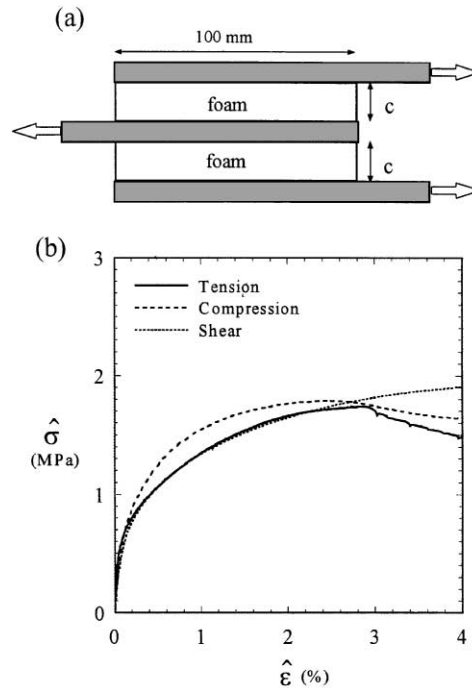 (a)
100 mm
foam
c
foam
c
(b)
3
Tension
Compression
Shear
2
σ̂
(MPa)
1
0
0 1 2 3 4
ε̂ (%)